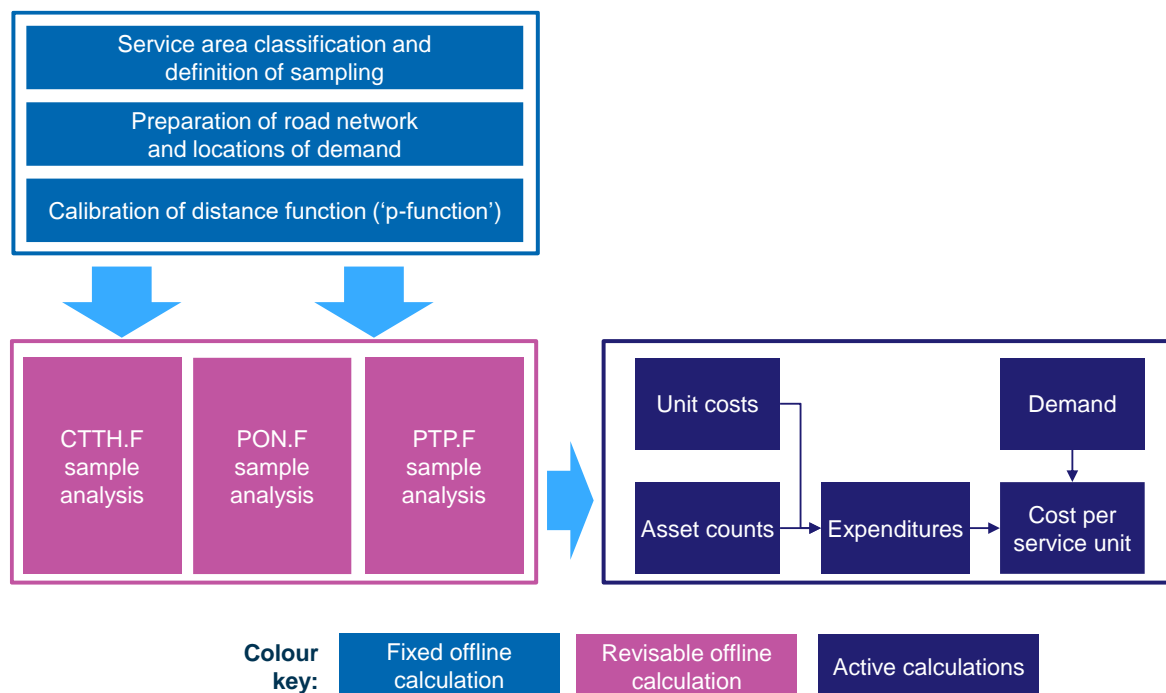 Service area classification and
definition of sampling
Preparation of road network
and locations of demand
Calibration of distance function (‘p-function’)
CTTH.F
sample
analysis
PON.F
sample
analysis
PTP.F
sample
analysis
Unit costs
Demand
Asset counts
Expenditures
Cost per
service unit
Colour
key:
Fixed offline
calculation
Revisable offline
calculation
Active calculations